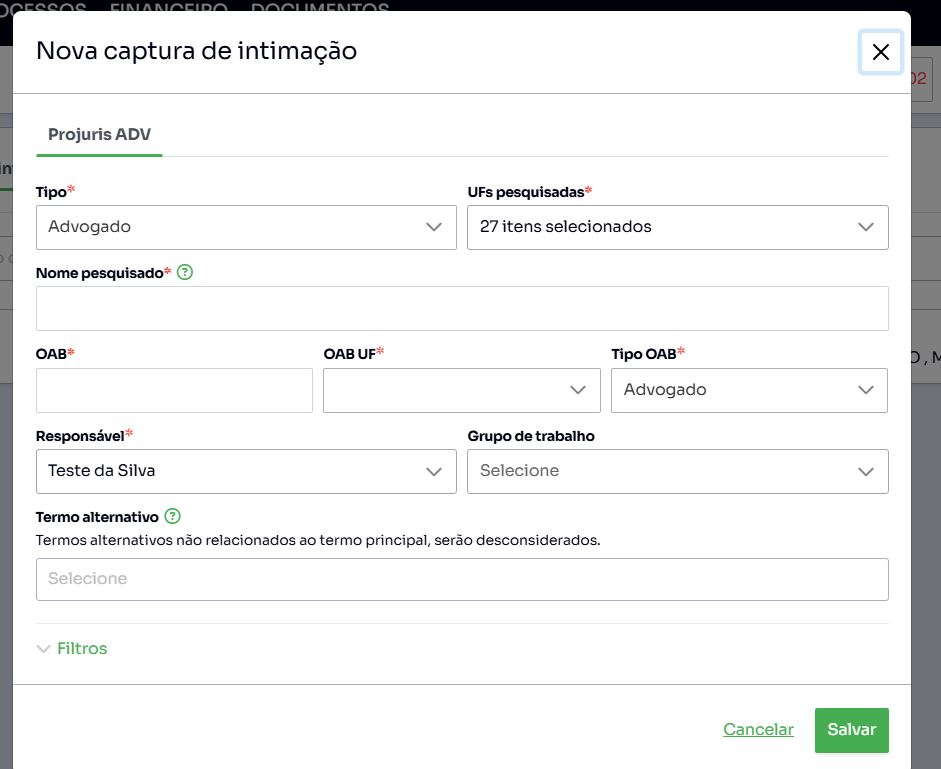 OCESSOS FINANCEIRO DOCUMENTOS
Nova captura de intimação
02
Projuris ADV
Tipo* UFs pesquisadas*
Advogado 27 itens selecionados
Nome pesquisado* ?
OAB* OAB UF* Tipo OAB*
Advogado
Responsável* Grupo de trabalho
Teste da Silva Selecione
Termo alternativo ?
Termos alternativos não relacionados ao termo principal, serão desconsiderados.
Selecione
Filtros
Cancelar Salvar